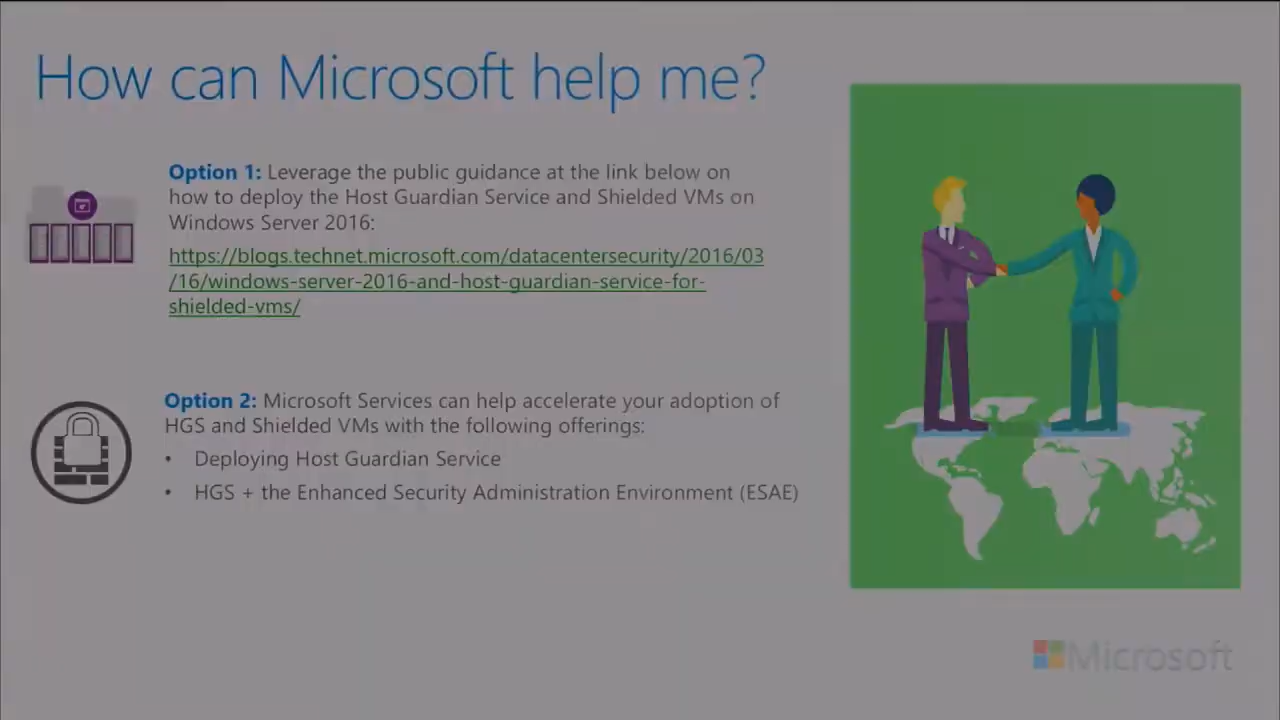 How can Microsoft help me?
Option 1: Leverage the public guidance at the link below on
how to deploy the Host Guardian Service and Shielded VMs on
Windows Server 2016:
https://blogs.technet.microsoft.com/datacentersecurity/2016/03
/16/windows-server-2016-and-host-guardian-service-for-
shielded-vms/
Option 2: Microsoft Services can help accelerate your adoption of
HGS and Shielded VMs with the following offerings:
• Deploying Host Guardian Service
• HGS + the Enhanced Security Administration Environment (ESAE)
Microsoft